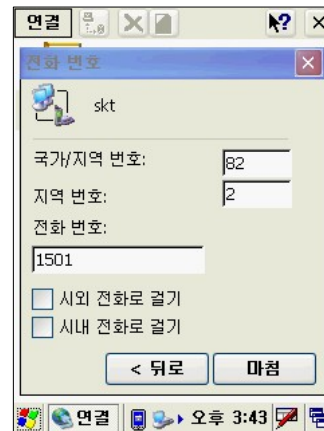 연결
전화 번호
skt
국가/지역 번호: 82
지역 번호: 2
전화 번호:
1501
시외 전화로 걸기
시내 전화로 걸기
< 뒤로 마침
연결 오후 3:43